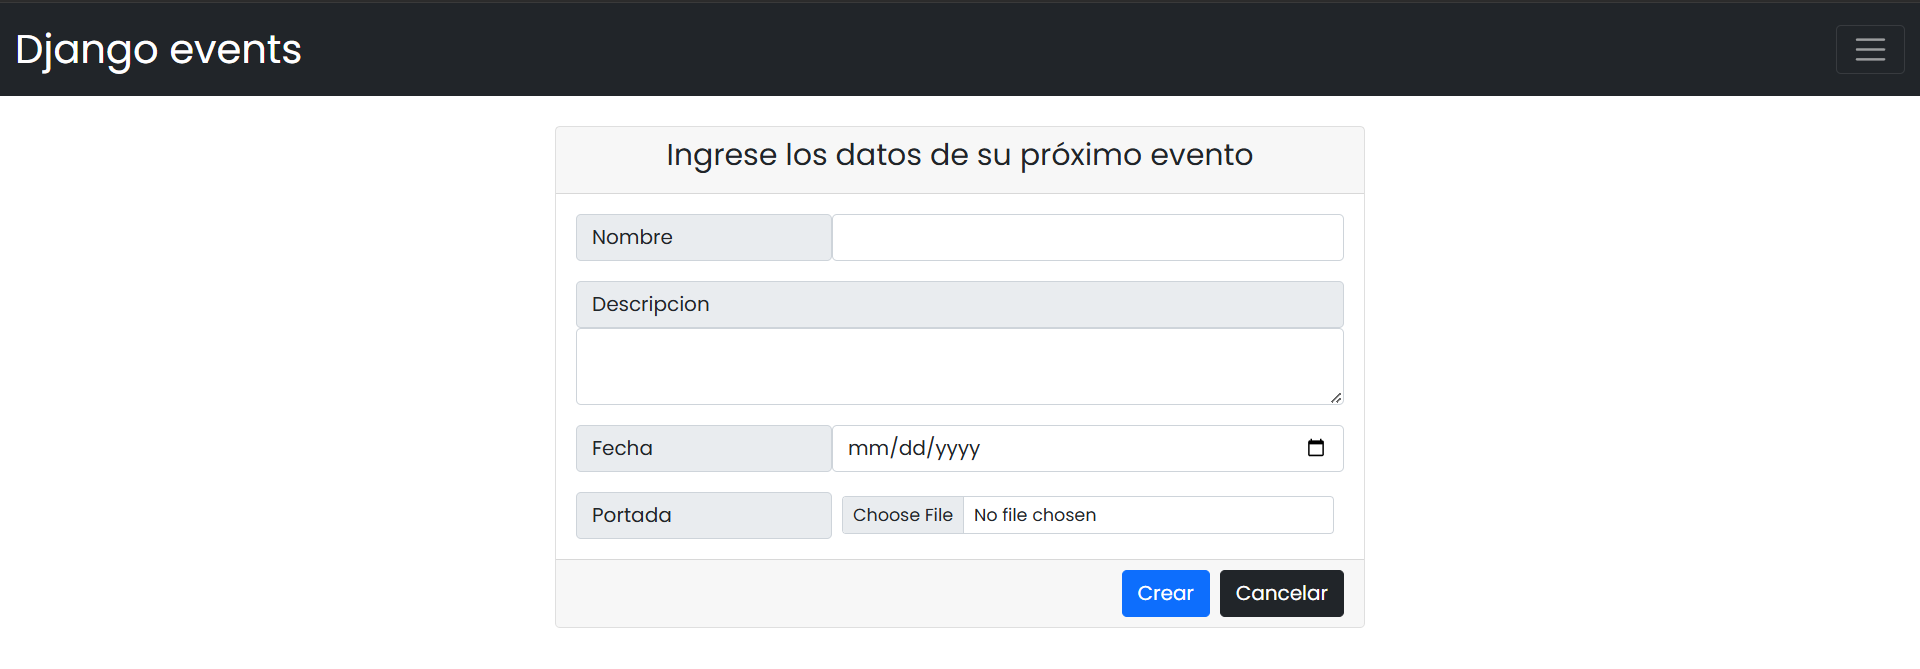 Django events
Ingrese los datos de su próximo evento
Nombre
Descripcion
Fecha mm/dd/yyyy
Portada Choose File No file chosen
Crear Cancelar